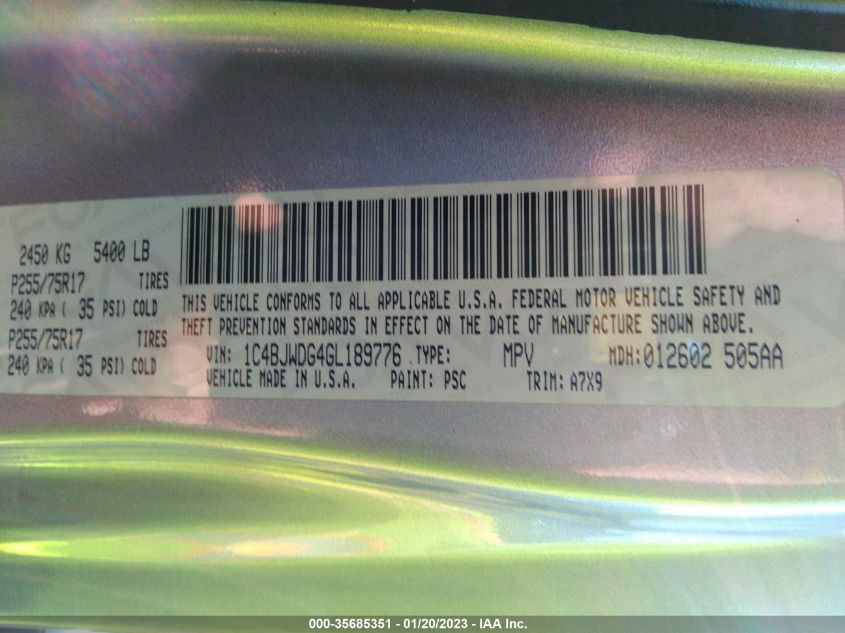 2450 KG 5400 LB
P255/75R17 TIRES
240 KPA ( 35 PSI) COLD
P255/75R17 TIRES
240 KPA ( 35 PSI) COLD
THIS VEHICLE CONFORMS TO ALL APPLICABLE U.S.A. FEDERAL MOTOR VEHICLE SAFETY AND
THEFT PREVENTION STANDARDS IN EFFECT ON THE DATE OF MANUFACTURE SHOWN ABOVE.
VIN: 1C4BJWDG4GL189776 TYPE: MPV MDH:012602 505AA
VEHICLE MADE IN U.S.A. PAINT: PSC TRIM: A7X9
000-35685351 - 01/20/2023 - IAA Inc.